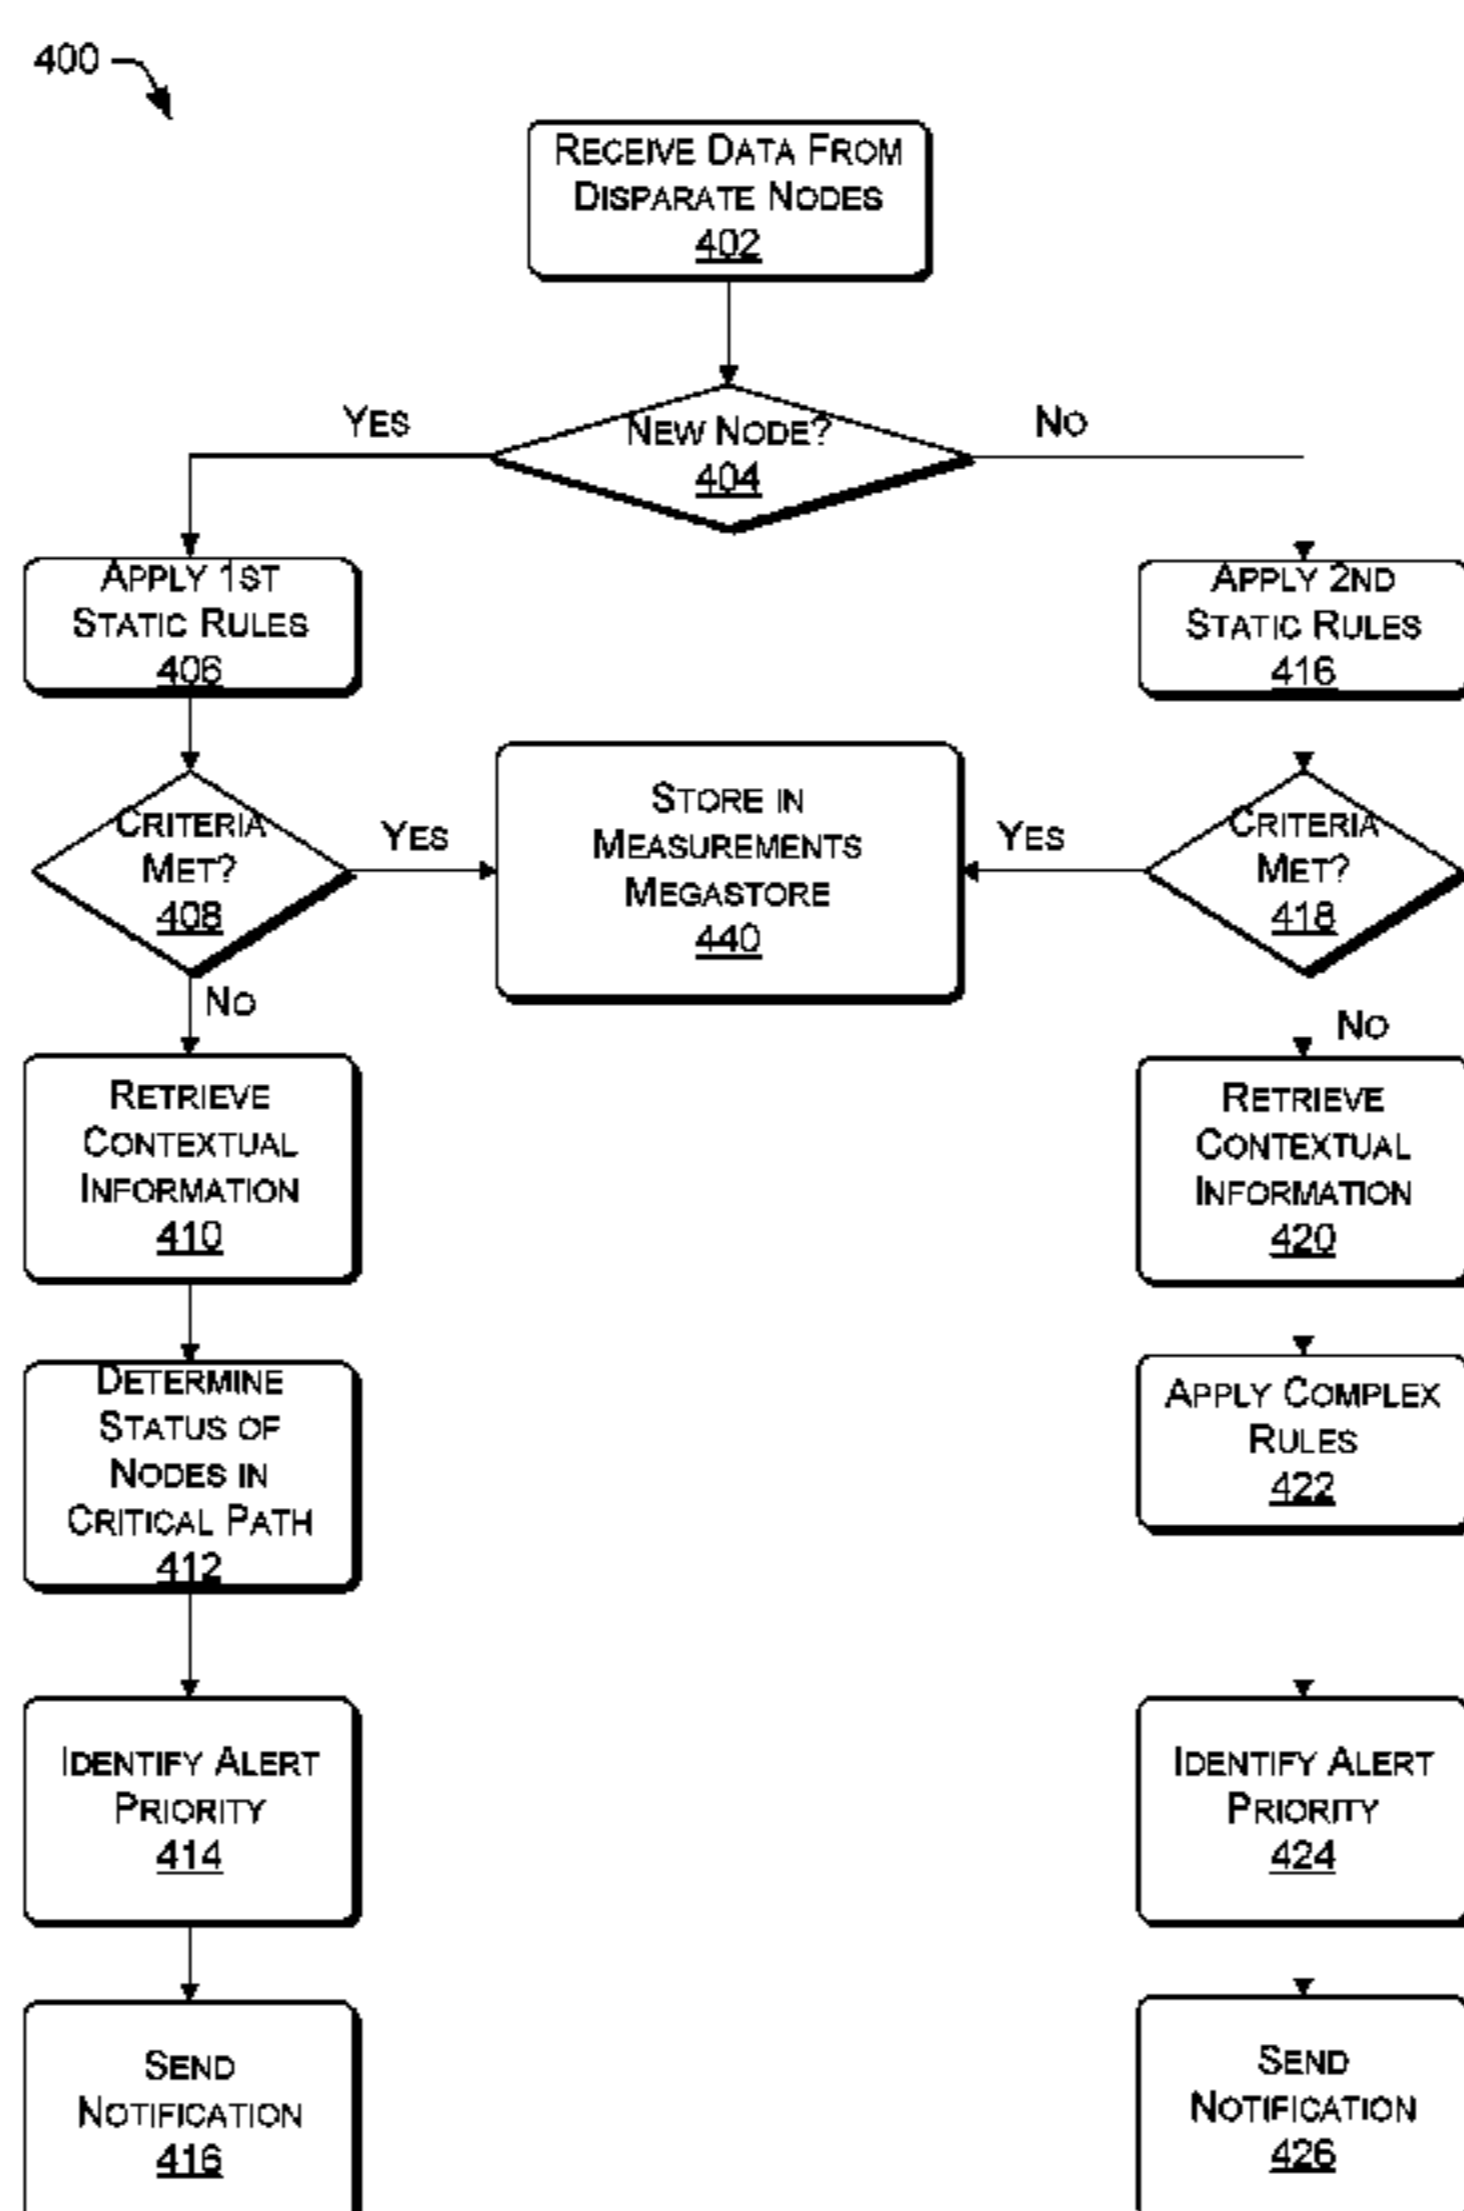 400
RECEIVE DATA FROM
DISPARATE NODES
402
YES
NEW NODE?
404
NO
APPLY 1ST
STATIC RULES
406
APPLY 2ND
STATIC RULES
416
CRITERIA
MET?
408
YES
NO
STORE IN
MEASUREMENTS
MEGASTORE
440
YES
CRITERIA
MET?
418
NO
RETRIEVE
CONTEXTUAL
INFORMATION
410
RETRIEVE
CONTEXTUAL
INFORMATION
420
DETERMINE
STATUS OF
NODES IN
CRITICAL PATH
412
APPLY COMPLEX
RULES
422
IDENTIFY ALERT
PRIORITY
414
IDENTIFY ALERT
PRIORITY
424
SEND
NOTIFICATION
416
SEND
NOTIFICATION
426